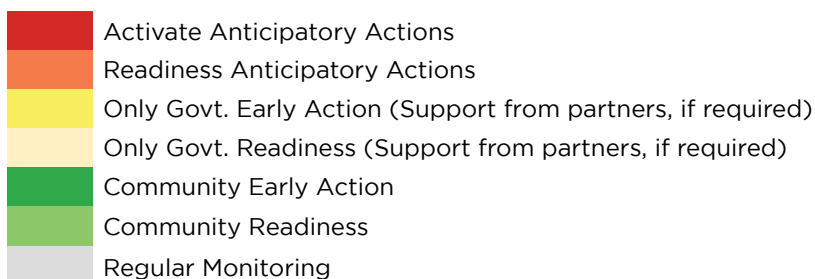 Activate Anticipatory Actions
Readiness Anticipatory Actions
Only Govt. Early Action (Support from partners, if required)
Only Govt. Readiness (Support from partners, if required)
Community Early Action
Community Readiness
Regular Monitoring